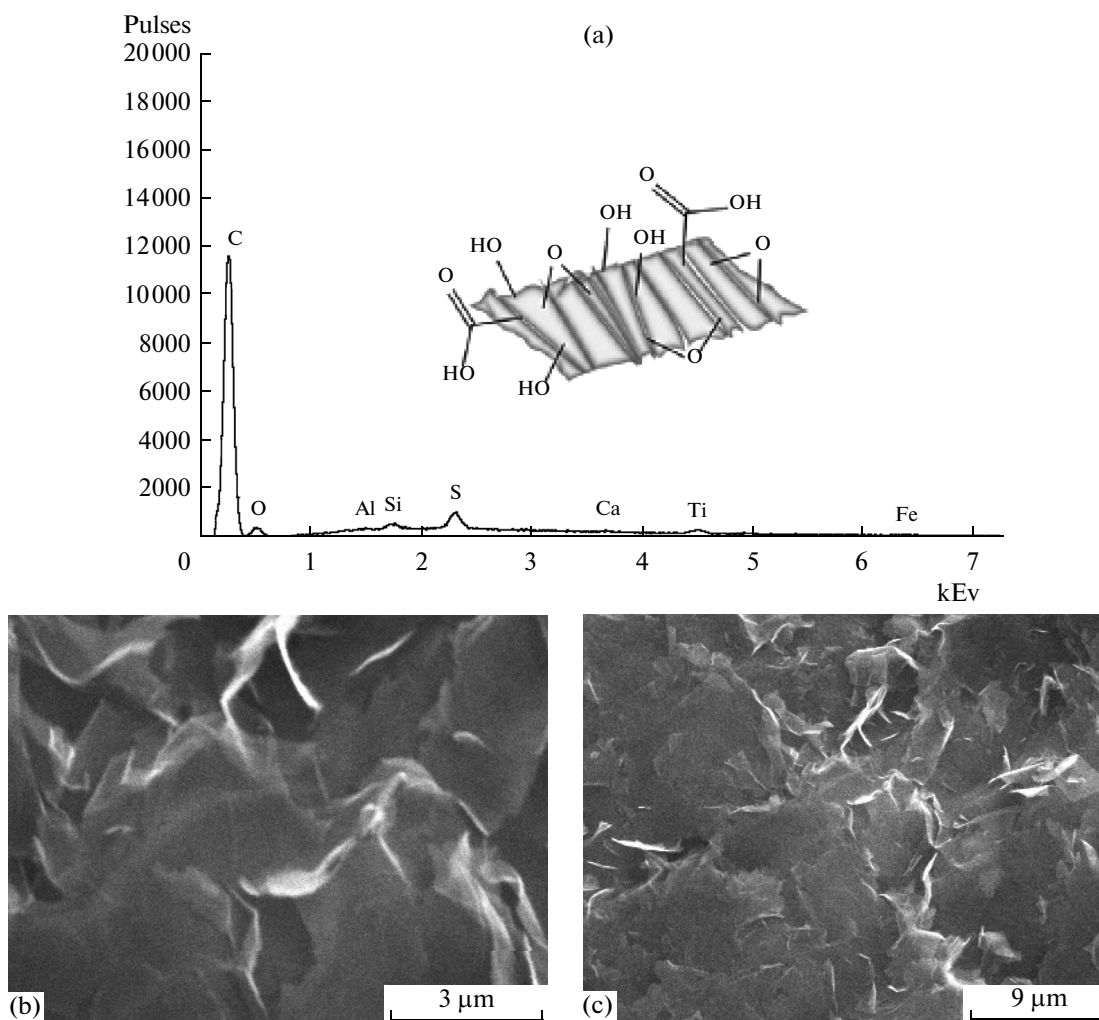 Pulses
(a)
20000
18000
16000
14000
12000
10000
8000
6000
4000
2000
0
C
O
Al
Si
S
Ca
Ti
Fe
1
2
3
4
5
6
7
kEv
O
OH
OH
OH
O
HO
O
O
HO
HO
O
(b)
3 μm
(c)
9 μm